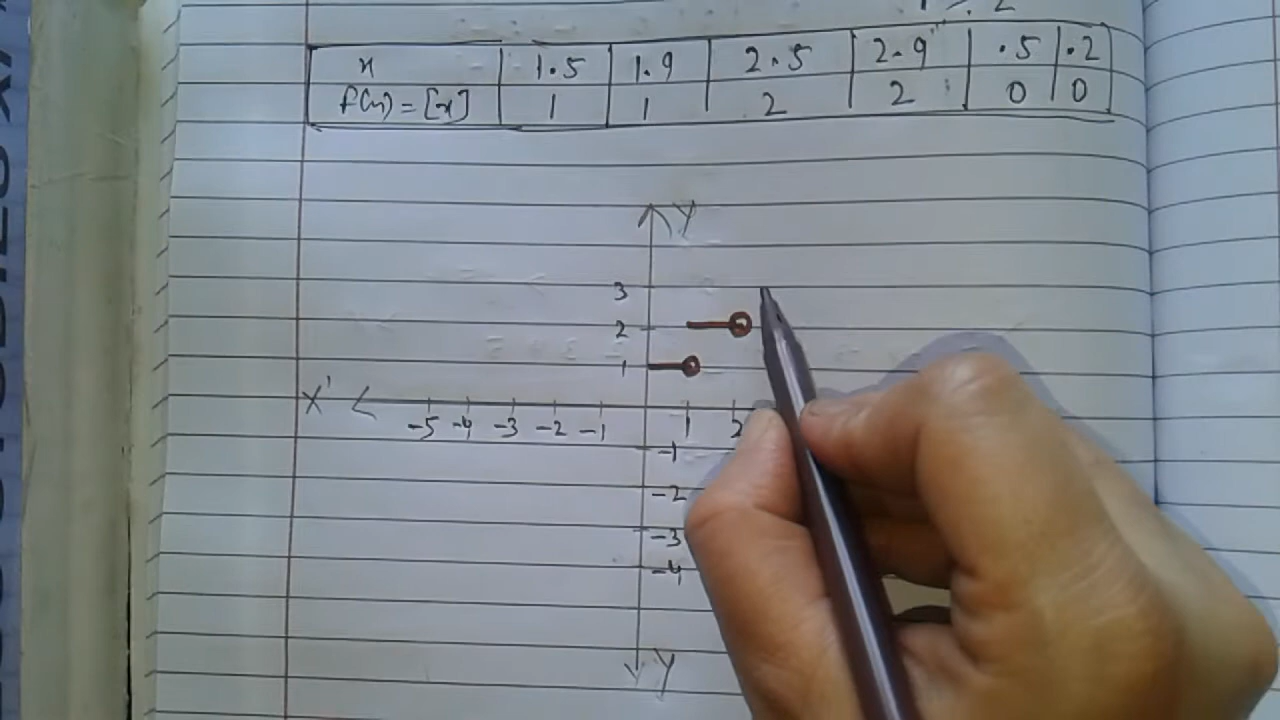 x 1.5 1.9 2.5 2.9 .5 .2
f(x) = [x] 1 1 2 2 0 0
Y
3
2
1
X'
-5 -4 -3 -2 -1 1 2
-1
-2
-3
-4
Y